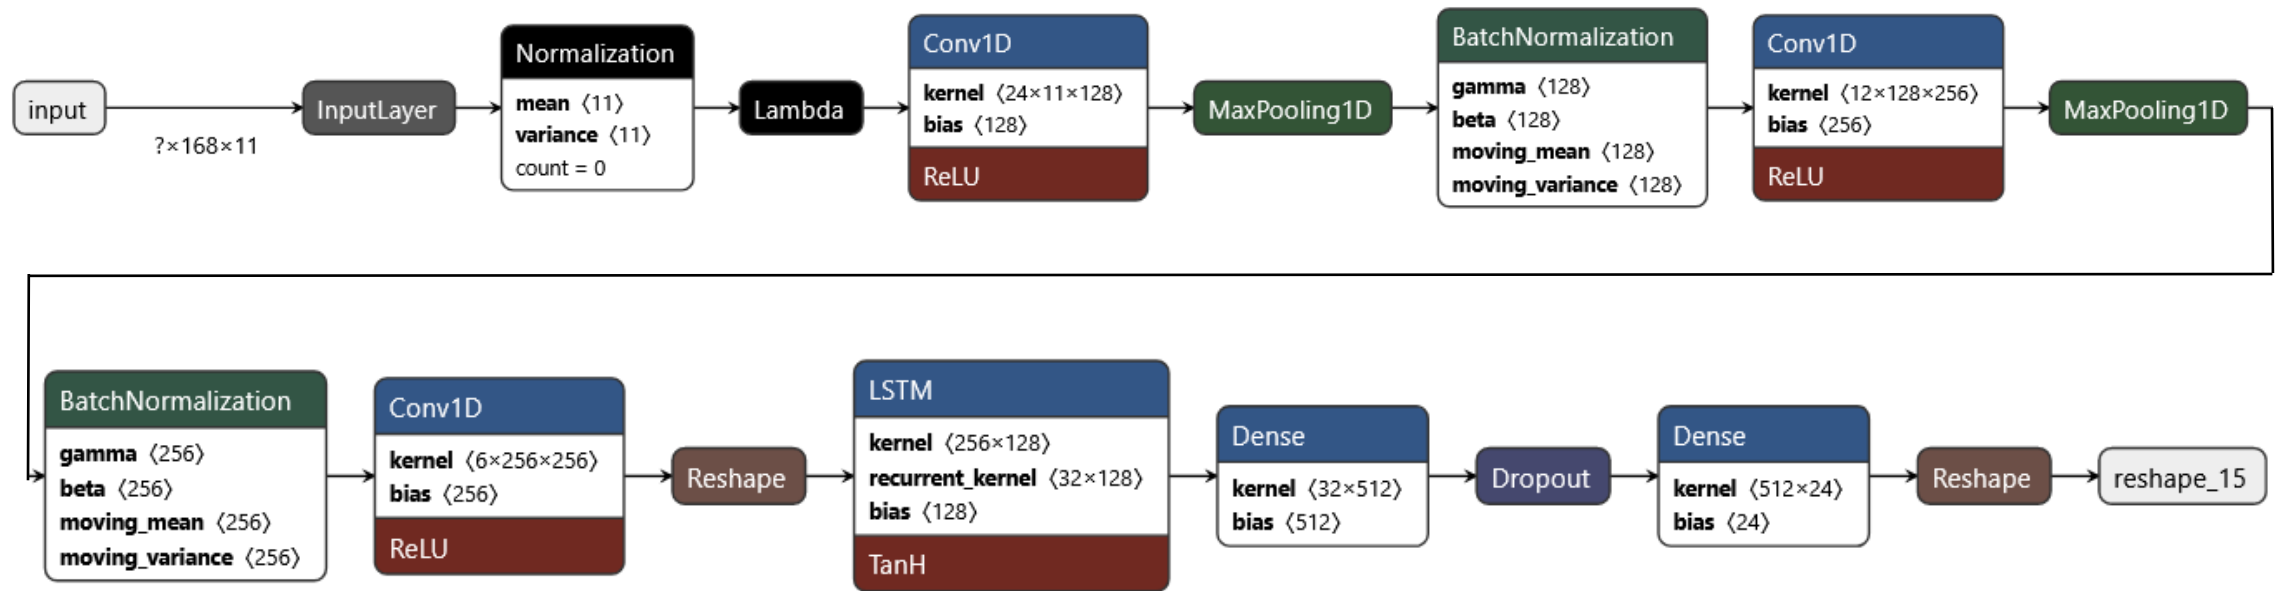 input
?×168×11
InputLayer
Normalization
mean ⟨11⟩
variance ⟨11⟩
count = 0
Lambda
Conv1D
kernel ⟨24×11×128⟩
bias ⟨128⟩
ReLU
MaxPooling1D
BatchNormalization
gamma ⟨128⟩
beta ⟨128⟩
moving_mean ⟨128⟩
moving_variance ⟨128⟩
Conv1D
kernel ⟨12×128×256⟩
bias ⟨256⟩
ReLU
MaxPooling1D
BatchNormalization
gamma ⟨256⟩
beta ⟨256⟩
moving_mean ⟨256⟩
moving_variance ⟨256⟩
Conv1D
kernel ⟨6×256×256⟩
bias ⟨256⟩
ReLU
Reshape
LSTM
kernel ⟨256×128⟩
recurrent_kernel ⟨32×128⟩
bias ⟨128⟩
TanH
Dense
kernel ⟨32×512⟩
bias ⟨512⟩
Dropout
Dense
kernel ⟨512×24⟩
bias ⟨24⟩
Reshape
reshape_15